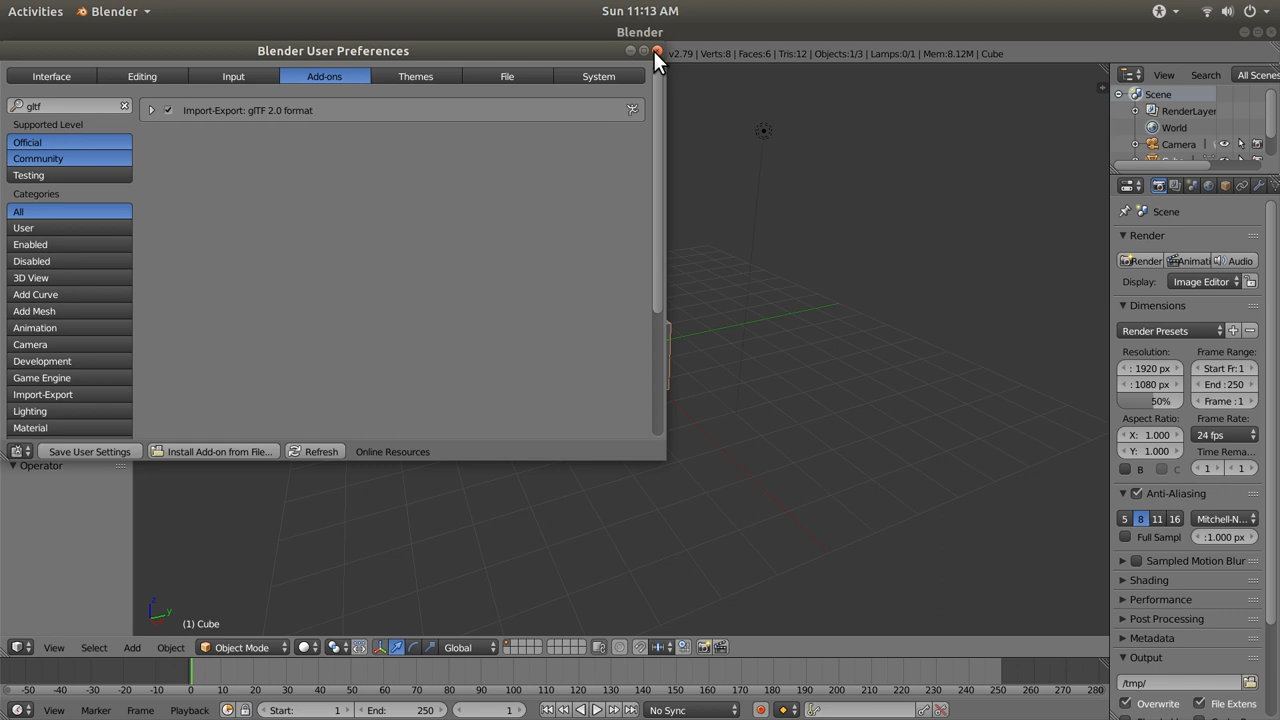 Activities Blender Sun 11:13 AM
Blender
Blender User Preferences
v2.79 | Verts:8 | Faces:6 | Tris:12 | Objects:1/3 | Lamps:0/1 | Mem:8.12M | Cube
Interface Editing Input Add-ons Themes File System
View Search All Scenes
gltf
Import-Export: glTF 2.0 format
Supported Level
Official
Community
Testing
Categories
All
User
Enabled
Disabled
3D View
Add Curve
Add Mesh
Animation
Camera
Development
Game Engine
Import-Export
Lighting
Material
Save User Settings Install Add-on from File... Refresh Online Resources
Operator
Scene
RenderLayer
World
Camera
Scene
Render
Render Animati Audio
Display: Image Editor
Dimensions
Render Presets
Resolution: Frame Range:
: 1920 px Start Fr: 1
: 1080 px End : 250
50% Frame : 1
Aspect Ratio: Frame Rate:
X: 1.000 24 fps
Y: 1.000 Time Rema...
B C 1 1
Anti-Aliasing
5 8 11 16 Mitchell-N...
Full Sampl :1.000 px
Sampled Motion Blur
Shading
Performance
Post Processing
Metadata
Output
/tmp/
Overwrite File Extens
z
y
(1) Cube
View Select Add Object Object Mode Global
-50 -40 -30 -20 -10 0 10 20 30 40 50 60 70 80 90 100 110 120 130 140 150 160 170 180 190 200 210 220 230 240 250 260 270 280
View Marker Frame Playback Start: 1 End: 250 1 No Sync